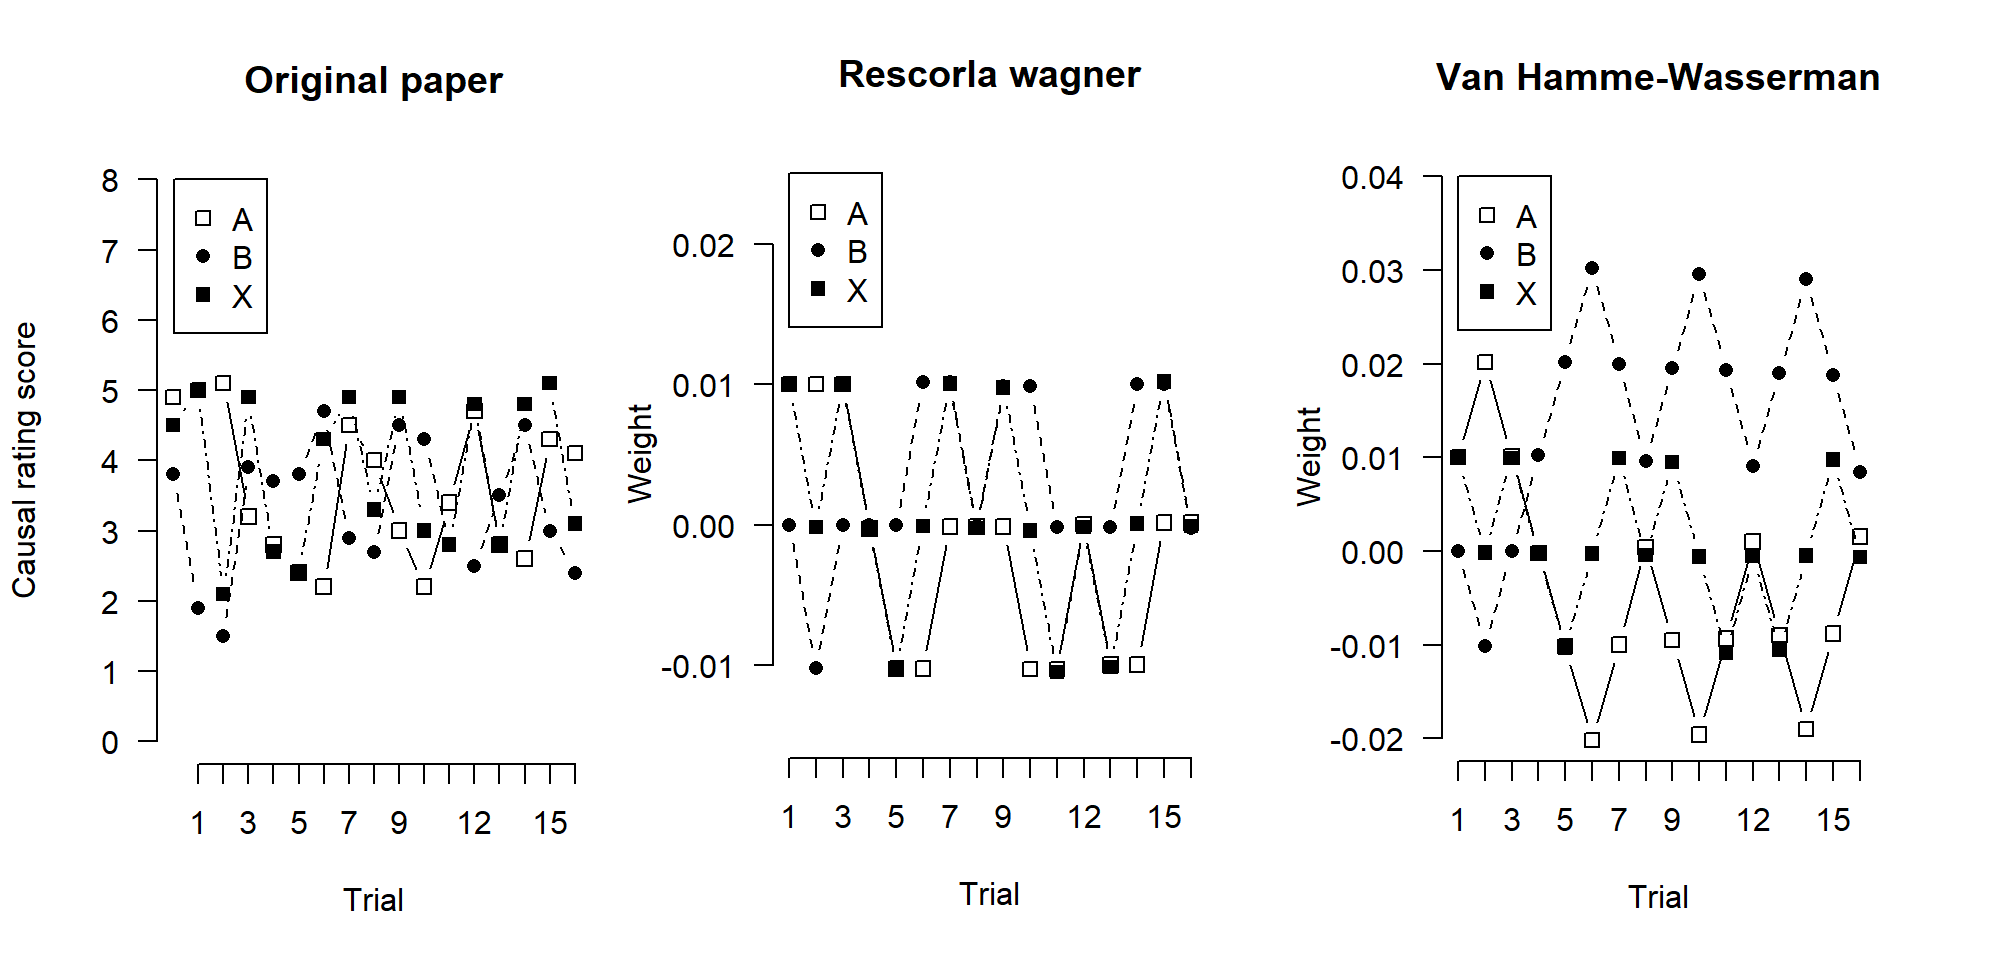 Original paper
Causal rating score
8
7
6
5
4
3
2
1
0
A
B
X
1 3 5 7 9 12 15
Trial
Rescorla wagner
Weight
0.02
0.01
0.00
-0.01
A
B
X
1 3 5 7 9 12 15
Trial
Van Hamme-Wasserman
Weight
0.04
0.03
0.02
0.01
0.00
-0.01
-0.02
A
B
X
1 3 5 7 9 12 15
Trial